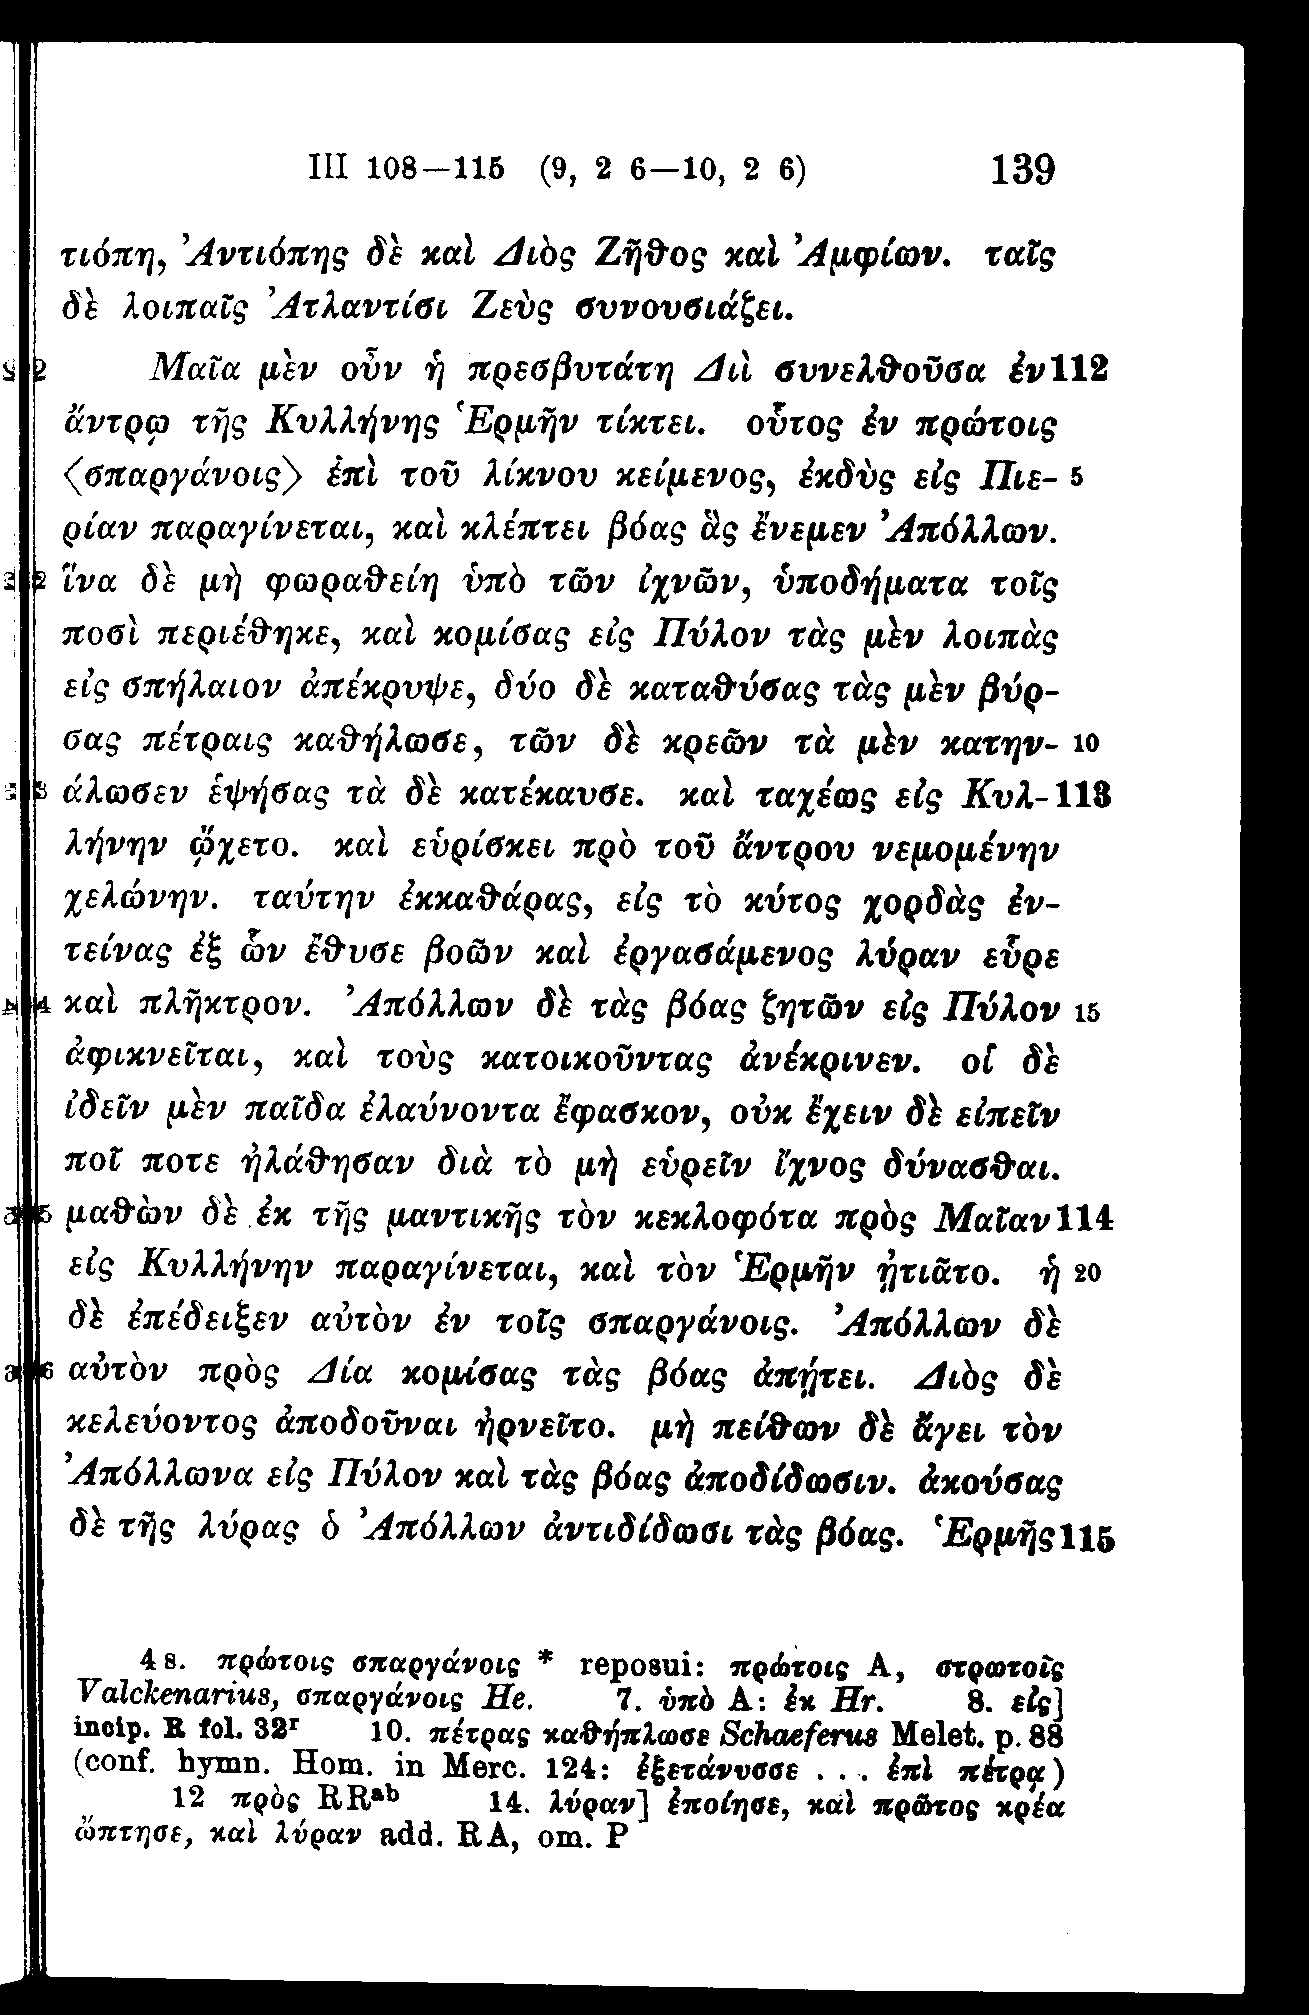 III 108—115 (9, 2 6—10, 2 6) 139
τιόπη, Ἀντιόπης δὲ καὶ Διὸς Ζῆθος καὶ Ἀμφίων. ταῖς
δὲ λοιπαῖς Ἀτλαντίσι Ζεὺς συνουσιάζει.
2 Μαῖα μὲν οὖν ἡ πρεσβυτάτη Διὶ συνελθοῦσα ἐν 112
ἄντρῳ τῆς Κυλλήνης Ἑρμῆν τίκτει. οὗτος ἐν πρώτοις
⟨σπαργάνοις⟩ ἐπὶ τοῦ λίκνου κείμενος, ἐκδὺς εἰς Πιε- 5
ρίαν παραγίνεται, καὶ κλέπτει βόας ἃς ἔνεμεν Ἀπόλλων.
2 ἵνα δὲ μὴ φωραθείη ὑπὸ τῶν ἰχνῶν, ὑποδήματα τοῖς
ποσὶ περιέθηκε, καὶ κομίσας εἰς Πύλον τὰς μὲν λοιπὰς
εἰς σπήλαιον ἀπέκρυψε, δύο δὲ καταθύσας τὰς μὲν βύρ-
σας πέτραις καθήλωσε, τῶν δὲ κρεῶν τὰ μὲν κατην- 10
3 άλωσεν ἑψήσας τὰ δὲ κατέκαυσε. καὶ ταχέως εἰς Κυλ- 113
λήνην ᾤχετο. καὶ εὑρίσκει πρὸ τοῦ ἄντρου νεμομένην
χελώνην. ταύτην ἐκκαθάρας, εἰς τὸ κύτος χορδὰς ἐν-
τείνας ἐξ ὧν ἔθυσε βοῶν καὶ ἐργασάμενος λύραν εὗρε
4 καὶ πλῆκτρον. Ἀπόλλων δὲ τὰς βόας ζητῶν εἰς Πύλον 15
ἀφικνεῖται, καὶ τοὺς κατοικοῦντας ἀνέκρινεν. οἱ δὲ
ἰδεῖν μὲν παῖδα ἐλαύνοντα ἔφασκον, οὐκ ἔχειν δὲ εἰπεῖν
ποῖ ποτε ἠλάθησαν διὰ τὸ μὴ εὑρεῖν ἴχνος δύνασθαι.
5 μαθὼν δὲ ἐκ τῆς μαντικῆς τὸν κεκλοφότα πρὸς Μαῖαν 114
εἰς Κυλλήνην παραγίνεται, καὶ τὸν Ἑρμῆν ᾐτιᾶτο. ἡ 20
δὲ ἐπέδειξεν αὐτὸν ἐν τοῖς σπαργάνοις. Ἀπόλλων δὲ
6 αὐτὸν πρὸς Δία κομίσας τὰς βόας ἀπῄτει. Διὸς δὲ
κελεύοντος ἀποδοῦναι ἠρνεῖτο. μὴ πείθων δὲ ἄγει τὸν
Ἀπόλλωνα εἰς Πύλον καὶ τὰς βόας ἀποδίδωσιν. ἀκούσας
δὲ τῆς λύρας ὁ Ἀπόλλων ἀντιδίδωσι τὰς βόας. Ἑρμῆς 115
4 s. πρώτοις σπαργάνοις * reposui: πρώτοις A, στρωτοῖς
Valckenarius, σπαργάνοις He. 7. ὑπὸ A: ἐκ Hr. 8. εἰς]
incip. R fol. 32r 10. πέτρας καθήπλωσε Schaeferus Melet. p. 88
(conf. hymn. Hom. in Merc. 124: ἐξετάνυσσε . . . ἐπὶ πέτρᾳ)
12 πρὸς RRab 14. λύραν] ἐποίησε, καὶ πρῶτος κρέα
ὤπτησε, καὶ λύραν add. RA, om. P